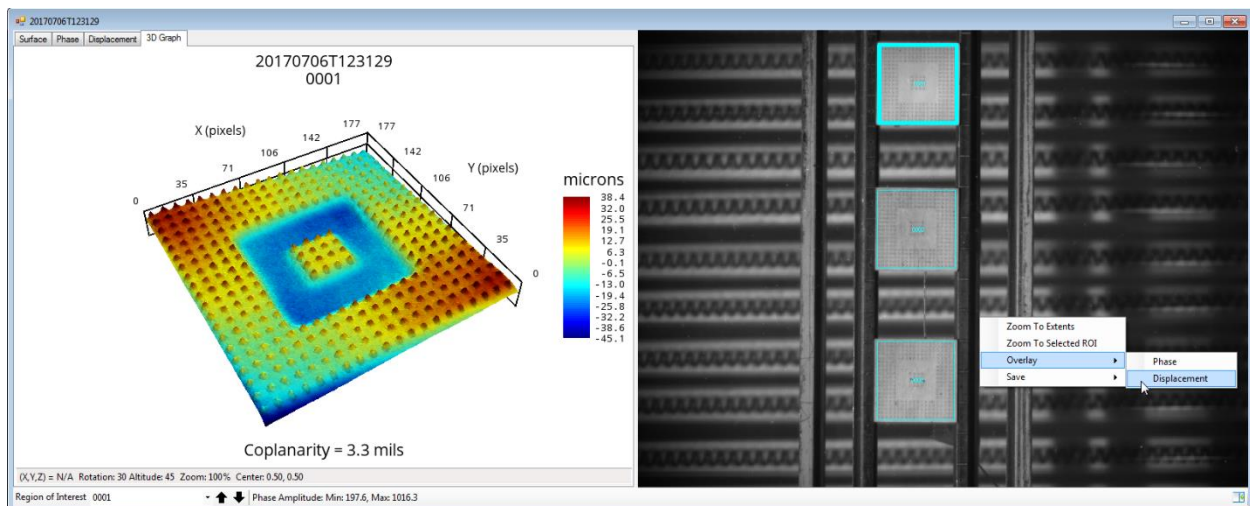 20170706T123129
Surface Phase Displacement 3D Graph
20170706T123129
0001
X (pixels)
0
35
71
106
142
177
177
142
106
71
35
0
Y (pixels)
microns
38.4
32.0
25.5
19.1
12.7
6.3
-0.1
-6.5
-13.0
-19.4
-25.8
-32.2
-38.6
-45.1
Coplanarity = 3.3 mils
(X,Y,Z) = N/A Rotation: 30 Altitude: 45 Zoom: 100% Center: 0.50, 0.50
Region of Interest 0001 Phase Amplitude: Min: 197.6, Max: 1016.3
Zoom To Extents
Zoom To Selected ROI
Overlay
Save
Phase
Displacement